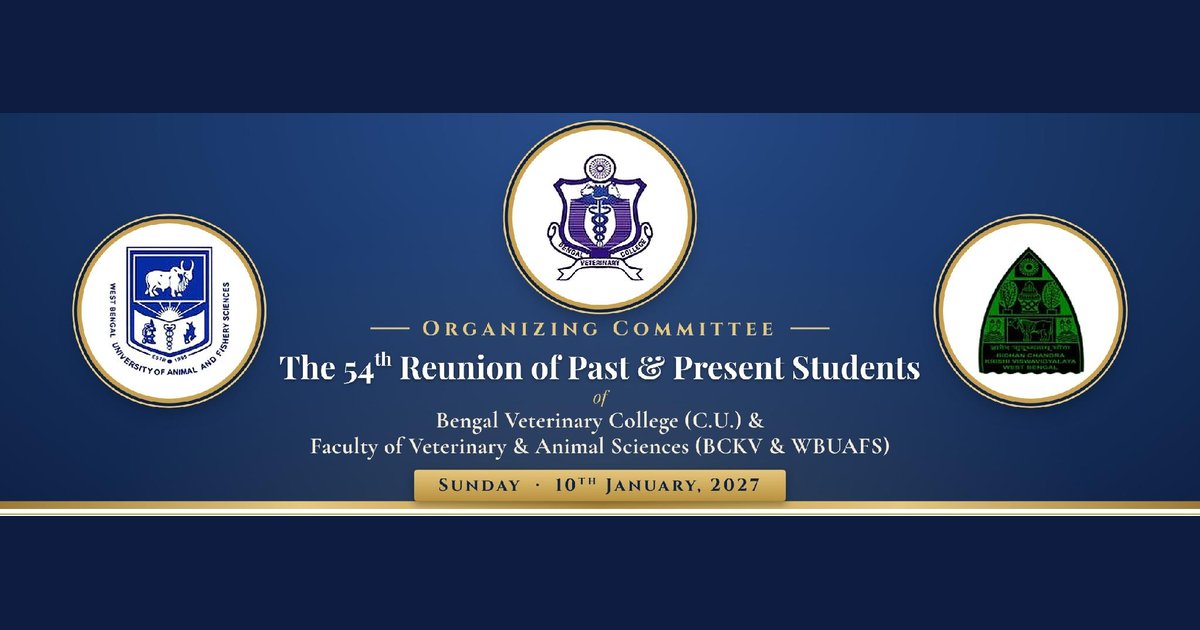 BENGAL VETERINARY COLLEGE
WEST BENGAL UNIVERSITY OF ANIMAL AND FISHERY SCIENCES
ESTD 1995
BIDHAN CHANDRA
KRISHI VISWAVIDYALAYA
WEST BENGAL
ORGANIZING COMMITTEE
The 54th Reunion of Past & Present Students
of
Bengal Veterinary College (C.U.) &
Faculty of Veterinary & Animal Sciences (BCKV & WBUAFS)
SUNDAY · 10TH JANUARY, 2027